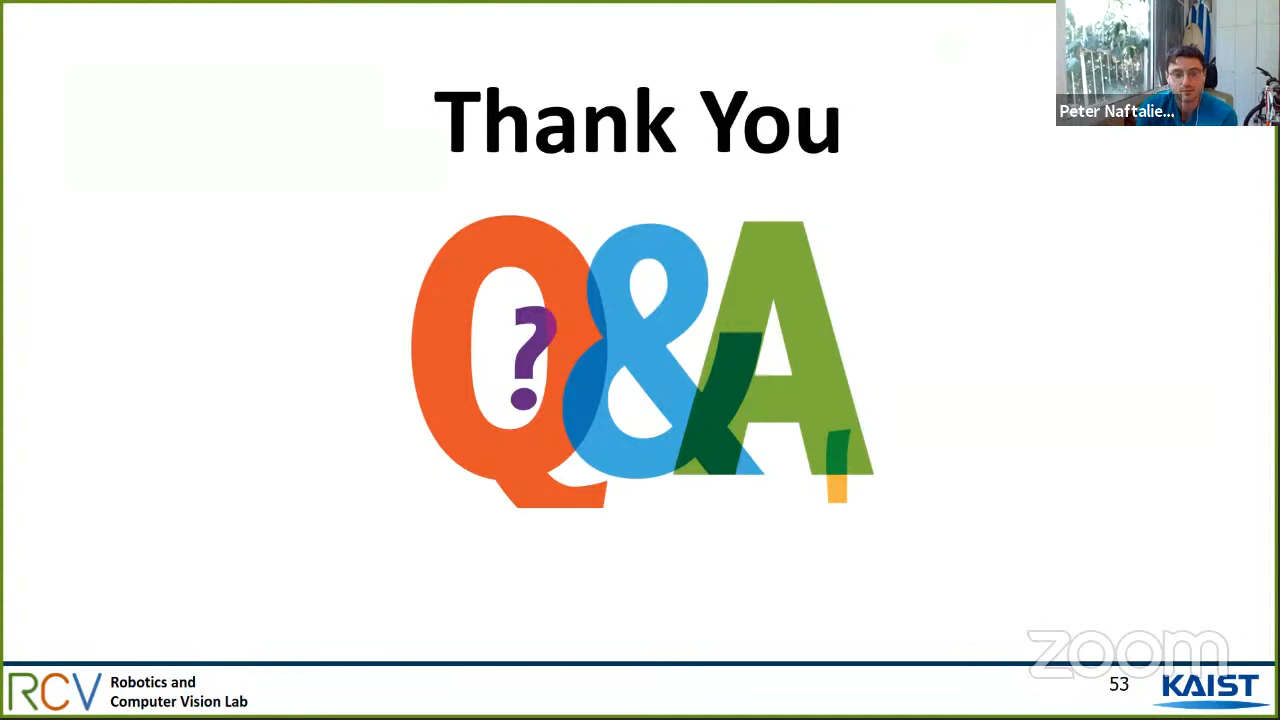 Thank You
Peter Naftalie...
Q&A
?
RCV
Robotics and
Computer Vision Lab
zoom
53
KAIST